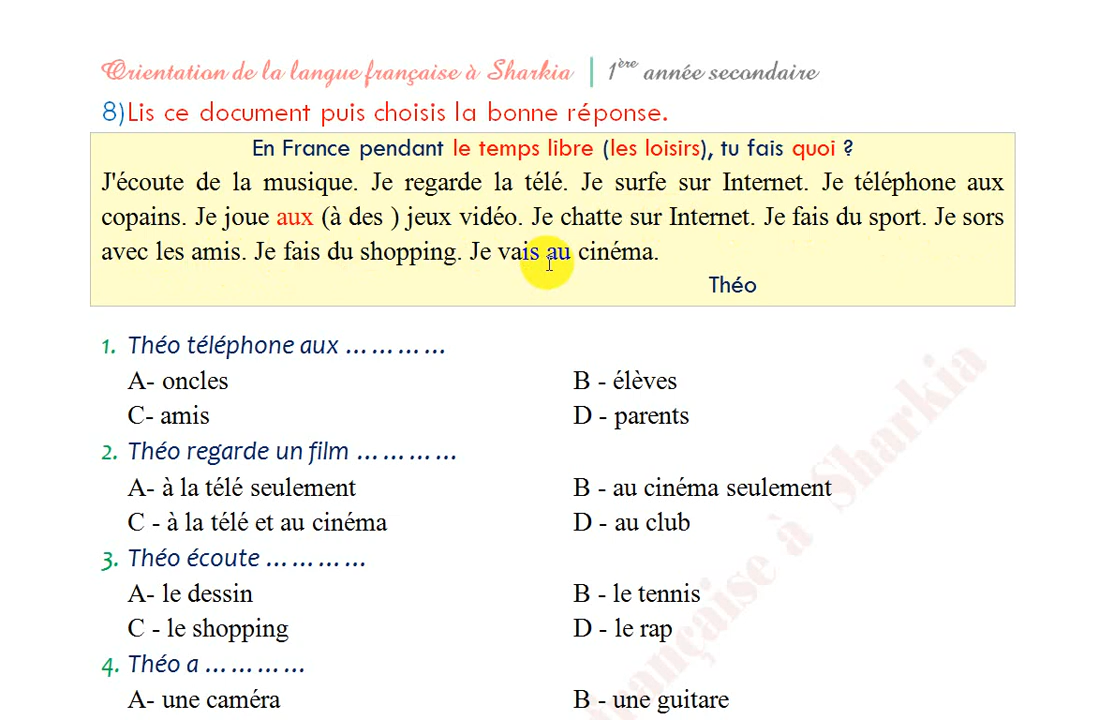 Orientation de la langue française à Sharkia | 1ère année secondaire
8)Lis ce document puis choisis la bonne réponse.
En France pendant le temps libre (les loisirs), tu fais quoi ?
J'écoute de la musique. Je regarde la télé. Je surfe sur Internet. Je téléphone aux
copains. Je joue aux (à des ) jeux vidéo. Je chatte sur Internet. Je fais du sport. Je sors
avec les amis. Je fais du shopping. Je vais au cinéma.
Théo
1. Théo téléphone aux ............
A- oncles B - élèves
C- amis D - parents
2. Théo regarde un film ............
A- à la télé seulement B - au cinéma seulement
C - à la télé et au cinéma D - au club
3. Théo écoute ............
A- le dessin B - le tennis
C - le shopping D - le rap
4. Théo a ............
A- une caméra B - une guitare
française à Sharkia